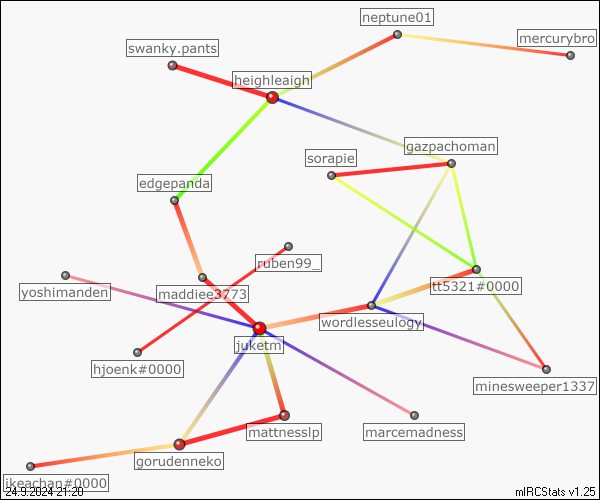 neptune01
mercurybro
swanky.pants
heighleaigh
gazpachoman
sorapie
edgepanda
ruben99_
tt5321#0000
yoshimanden
maddiee3773
wordlesseulogy
juketm
hjoenk#0000
minesweeper1337
mattnesslp
marcemadness
gorudenneko
ikeachan#0000
24.9.2024 21:20
mIRCStats v1.25